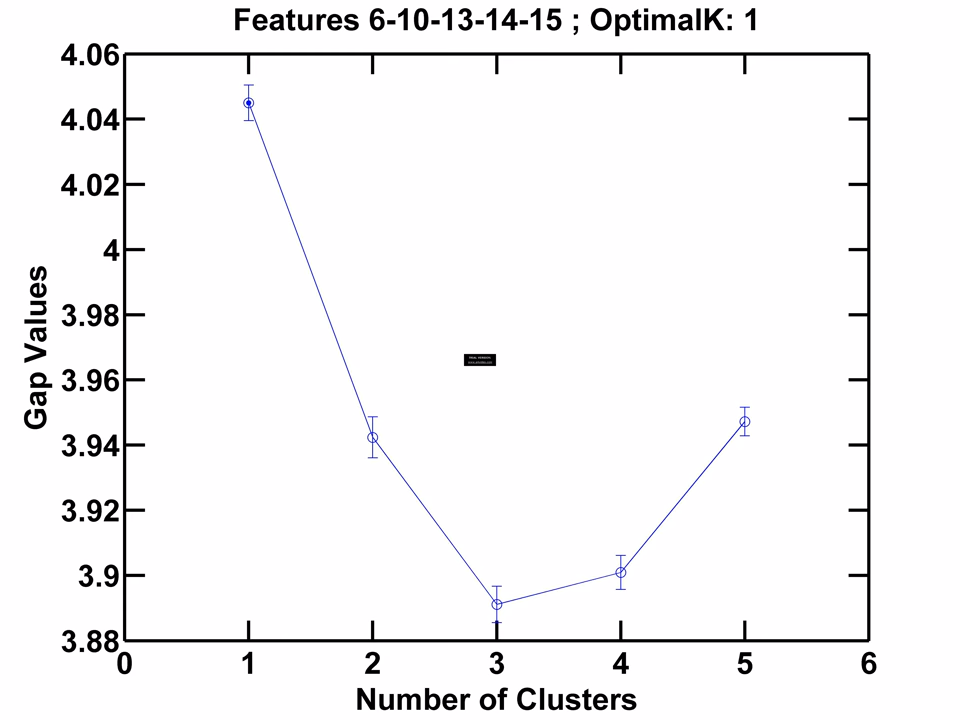 Features 6-10-13-14-15 ; OptimalK: 1
4.06
4.04
4.02
4
3.98
3.96
3.94
3.92
3.9
3.88
Gap Values
0 1 2 3 4 5 6
Number of Clusters